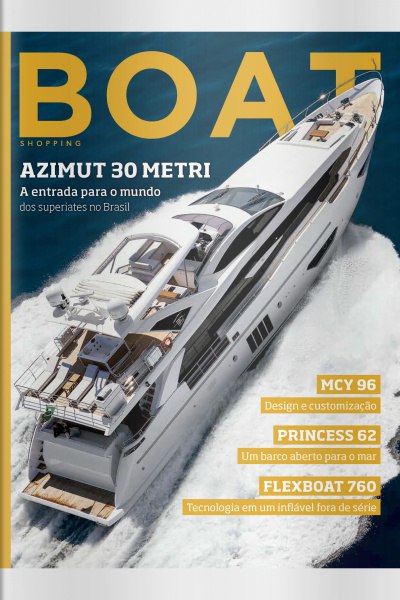 BOAT
SHOPPING
AZIMUT 30 METRI
A entrada para o mundo
dos superiates no Brasil
MCY 96
Design e customização
PRINCESS 62
Um barco aberto para o mar
FLEXBOAT 760
Tecnologia em um inflável fora de série